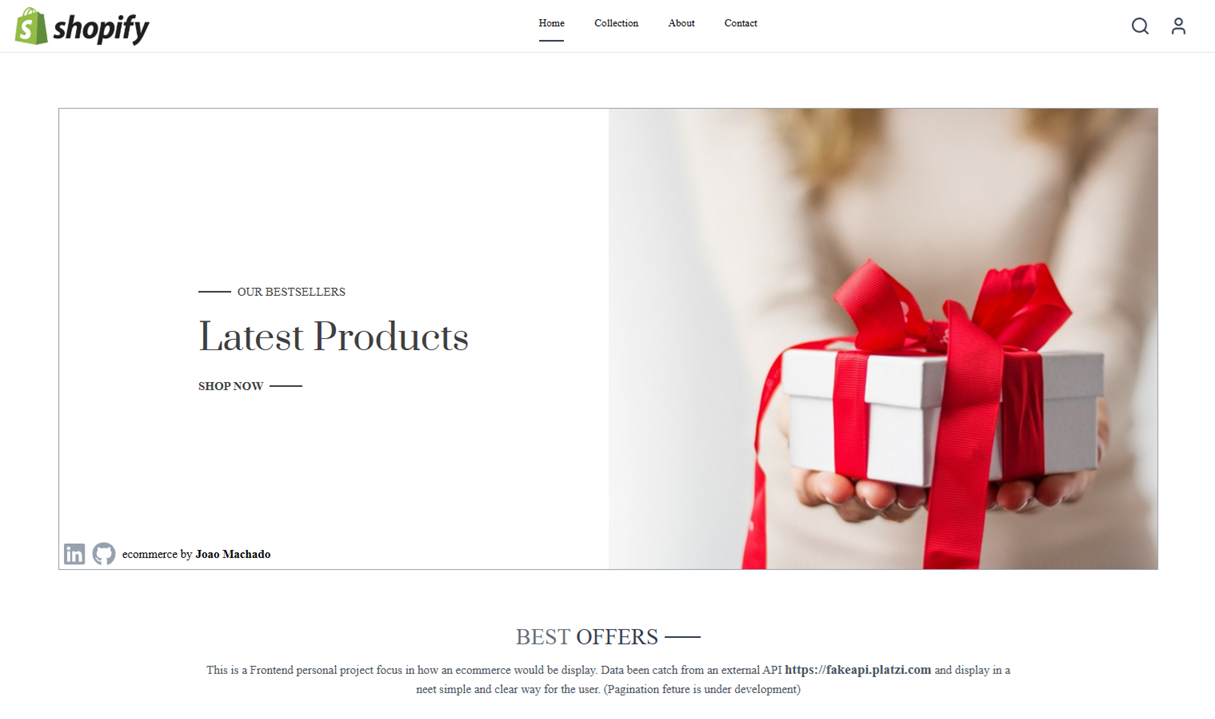 shopify
Home
Collection
About
Contact
OUR BESTSELLERS
Latest Products
SHOP NOW
ecommerce by Joao Machado
BEST OFFERS
This is a Frontend personal project focus in how an ecommerce would be display. Data been catch from an external API https://fakeapi.platzi.com and display in a
neet simple and clear way for the user. (Pagination feture is under development)